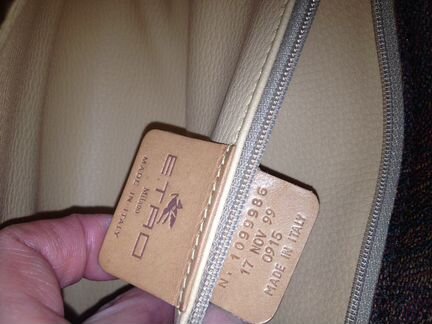 ETRO
Milano
MADE IN ITALY
N. 1099986
17 NOV 99
0915
MADE IN ITALY